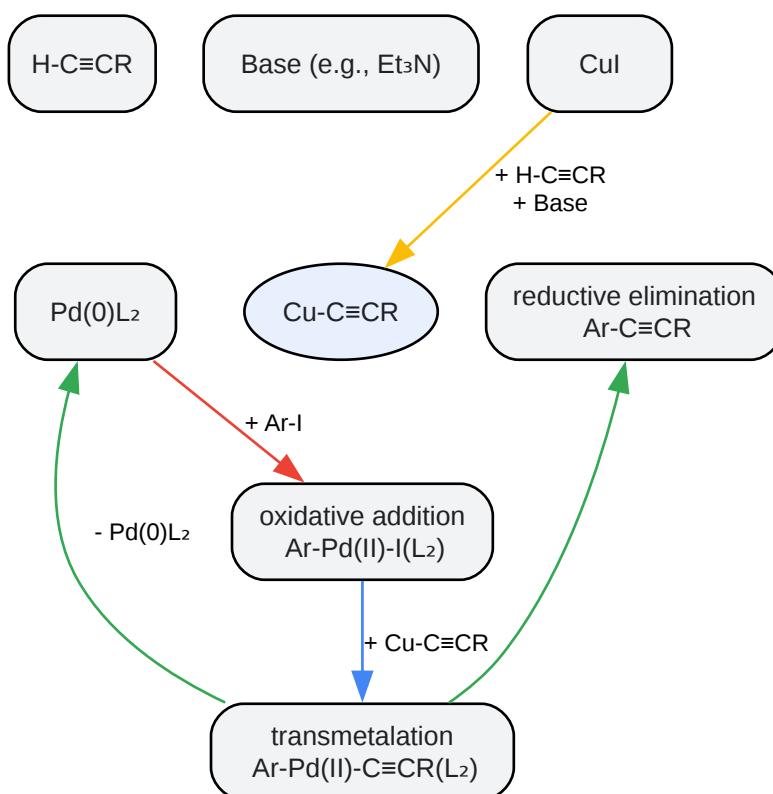 H-C≡CR
Base (e.g., Et₃N)
CuI
+ H-C≡CR
+ Base
Pd(0)L₂
Cu-C≡CR
reductive elimination
Ar-C≡CR
+ Ar-I
oxidative addition
Ar-Pd(II)-I(L₂)
- Pd(0)L₂
+ Cu-C≡CR
transmetalation
Ar-Pd(II)-C≡CR(L₂)